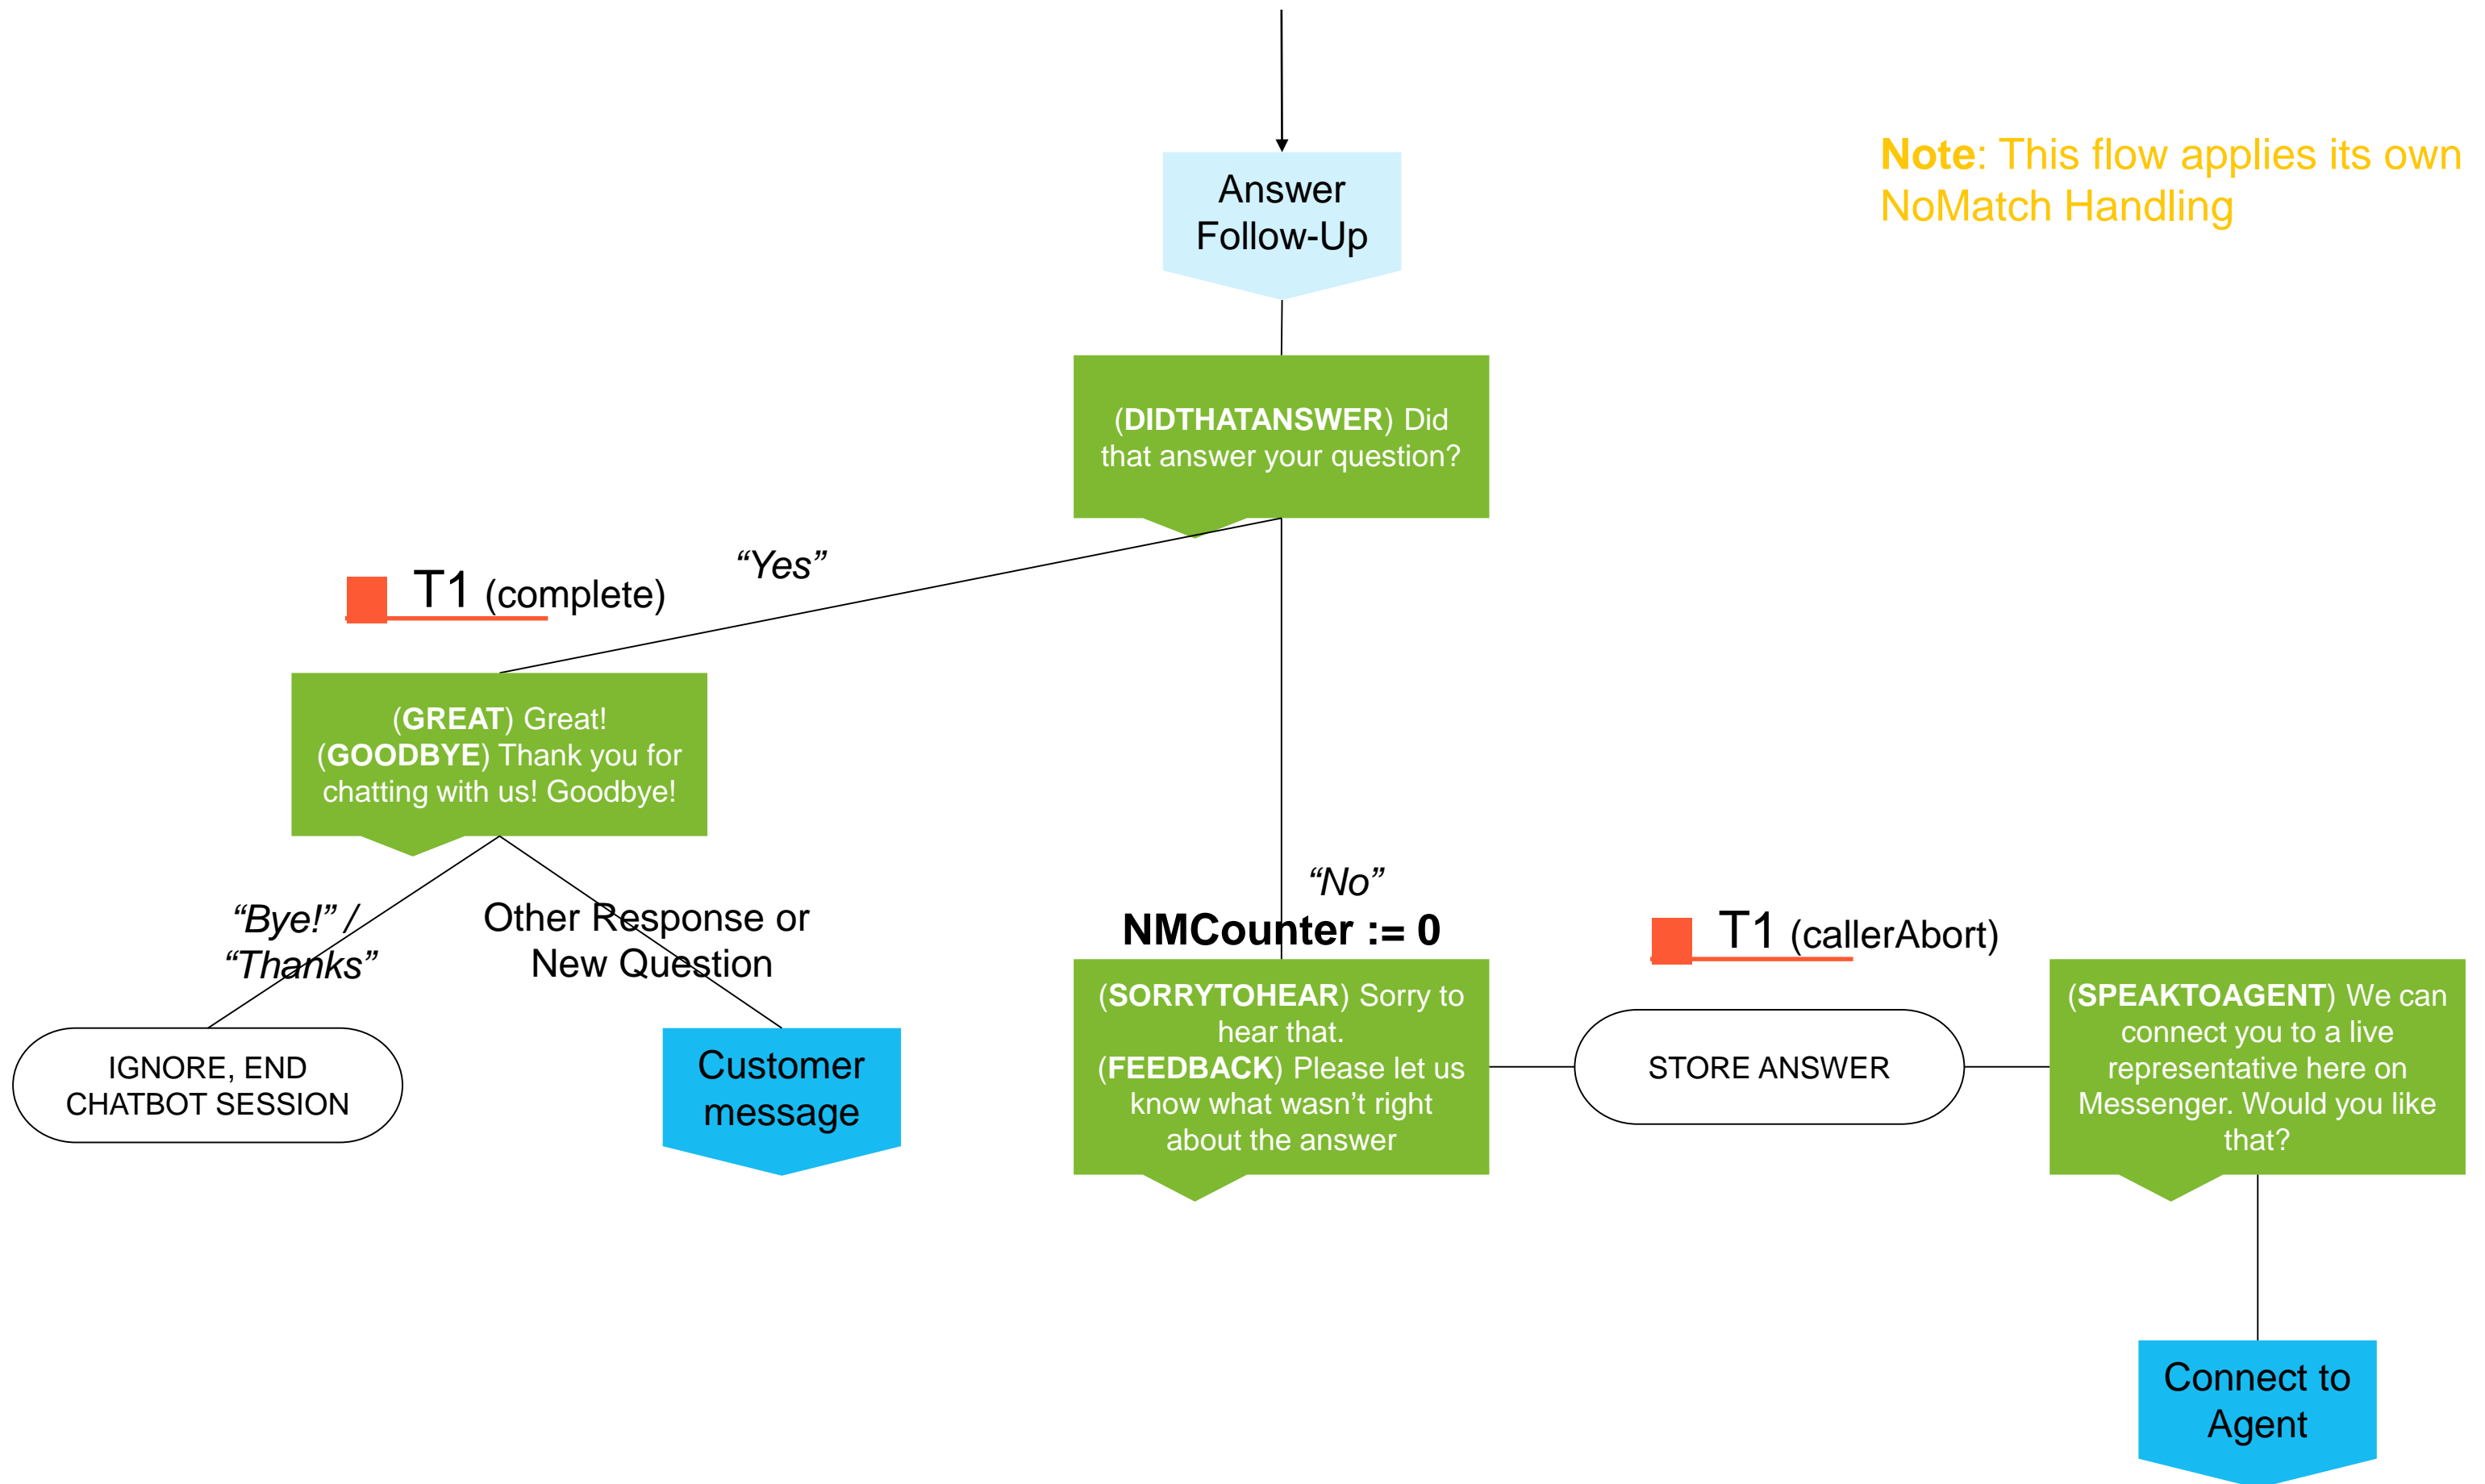 Answer
Follow-Up
Note: This flow applies its own
NoMatch Handling
(DIDTHATANSWER) Did
that answer your question?
“Yes”
T1 (complete)
(GREAT) Great!
(GOODBYE) Thank you for
chatting with us! Goodbye!
“Bye!” /
“Thanks”
Other Response or
New Question
IGNORE, END
CHATBOT SESSION
Customer
message
“No”
NMCounter := 0
(SORRYTOHEAR) Sorry to
hear that.
(FEEDBACK) Please let us
know what wasn’t right
about the answer
T1 (callerAbort)
STORE ANSWER
(SPEAKTOAGENT) We can
connect you to a live
representative here on
Messenger. Would you like
that?
Connect to
Agent